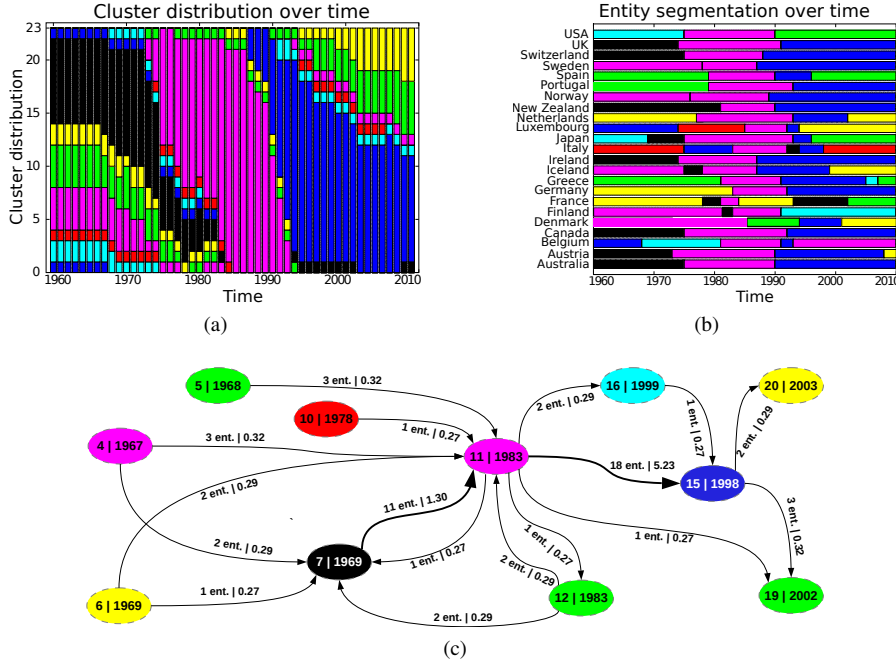 Cluster distribution over time
Cluster distribution
23
20
15
10
5
0
1960
1970
1980
1990
2000
2010
Time
(a)
Entity segmentation over time
USA
UK
Switzerland
Sweden
Spain
Portugal
Norway
New Zealand
Netherlands
Luxembourg
Japan
Italy
Ireland
Iceland
Greece
Germany
France
Finland
Denmark
Canada
Belgium
Austria
Australia
1960
1970
1980
1990
2000
2010
Time
(b)
5 | 1968
3 ent. | 0.32
16 | 1999
20 | 2003
2 ent. | 0.29
1 ent. | 0.27
2 ent. | 0.29
10 | 1978
1 ent. | 0.27
4 | 1967
3 ent. | 0.32
11 | 1983
18 ent. | 5.23
15 | 1998
2 ent. | 0.29
11 ent. | 1.30
3 ent. | 0.32
2 ent. | 0.29
7 | 1969
1 ent. | 0.27
2 ent. | 0.29
1 ent. | 0.27
1 ent. | 0.27
6 | 1969
1 ent. | 0.27
12 | 1983
19 | 2002
2 ent. | 0.29
(c)